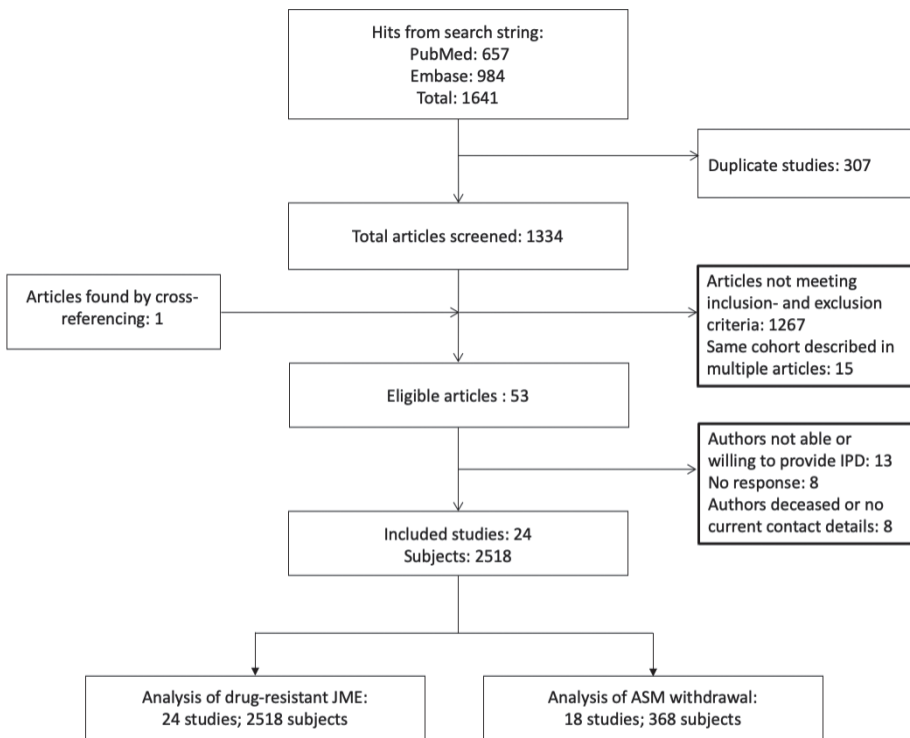 Hits from search string:
PubMed: 657
Embase: 984
Total: 1641
Duplicate studies: 307
Total articles screened: 1334
Articles found by cross-
referencing: 1
Articles not meeting
inclusion- and exclusion
criteria: 1267
Same cohort described in
multiple articles: 15
Eligible articles : 53
Authors not able or
willing to provide IPD: 13
No response: 8
Authors deceased or no
current contact details: 8
Included studies: 24
Subjects: 2518
Analysis of drug-resistant JME:
24 studies; 2518 subjects
Analysis of ASM withdrawal:
18 studies; 368 subjects